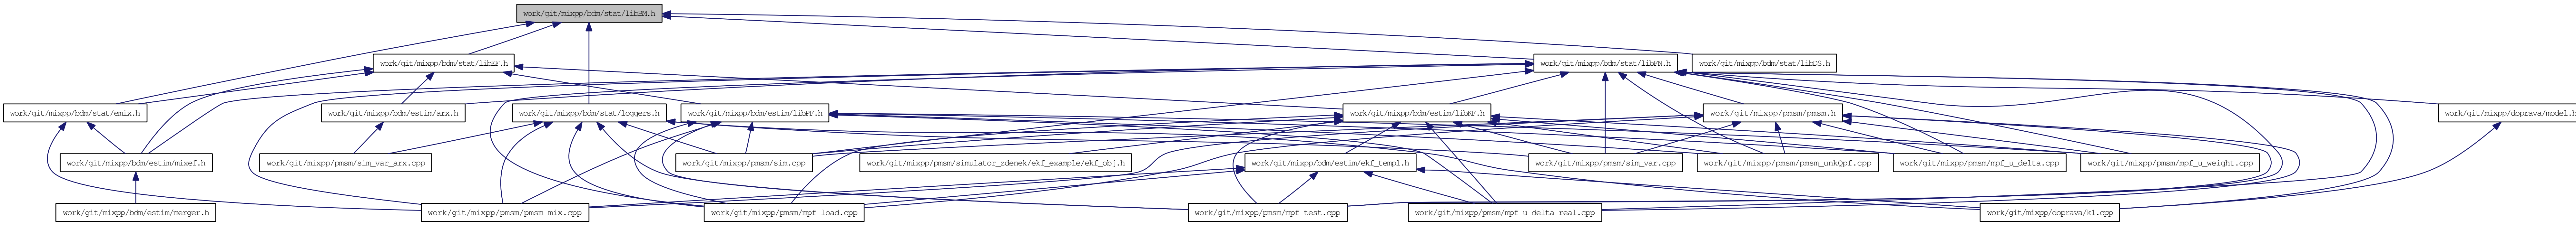 work/git/mixpp/bdm/stat/libBM.h
work/git/mixpp/bdm/stat/libEF.h
work/git/mixpp/bdm/stat/libFN.h
work/git/mixpp/bdm/stat/libDS.h
work/git/mixpp/bdm/stat/emix.h
work/git/mixpp/bdm/estim/arx.h
work/git/mixpp/bdm/stat/loggers.h
work/git/mixpp/bdm/estim/libPF.h
work/git/mixpp/bdm/estim/libKF.h
work/git/mixpp/pmsm/pmsm.h
work/git/mixpp/doprava/model.h
work/git/mixpp/bdm/estim/mixef.h
work/git/mixpp/pmsm/sim_var_arx.cpp
work/git/mixpp/pmsm/sim.cpp
work/git/mixpp/pmsm/simulator_zdenek/ekf_example/ekf_obj.h
work/git/mixpp/bdm/estim/ekf_templ.h
work/git/mixpp/pmsm/sim_var.cpp
work/git/mixpp/pmsm/pmsm_unkQpf.cpp
work/git/mixpp/pmsm/mpf_u_delta.cpp
work/git/mixpp/pmsm/mpf_u_weight.cpp
work/git/mixpp/bdm/estim/merger.h
work/git/mixpp/pmsm/pmsm_mix.cpp
work/git/mixpp/pmsm/mpf_load.cpp
work/git/mixpp/pmsm/mpf_test.cpp
work/git/mixpp/pmsm/mpf_u_delta_real.cpp
work/git/mixpp/doprava/k1.cpp